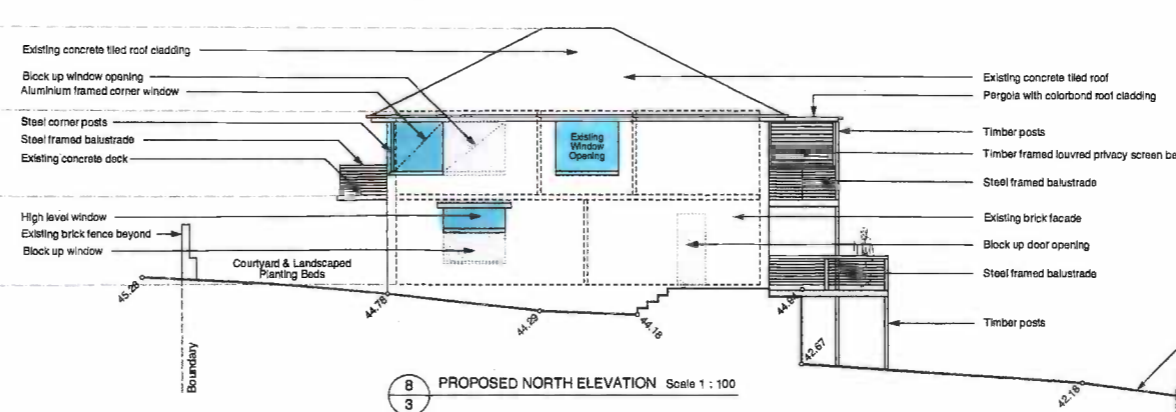 Existing concrete tiled roof cladding
Block up window opening
Aluminium framed corner window
Steel corner posts
Steel framed balustrade
Existing concrete deck
High level window
Existing brick fence beyond
Block up window
Courtyard & Landscaped
Planting Beds
Existing
Window
Opening
Existing concrete tiled roof
Pergola with colorbond roof cladding
Timber posts
Timber framed louvred privacy screen be
Steel framed balustrade
Existing brick facade
Block up door opening
Steel framed balustrade
Timber posts
45.28
44.78
44.29
44.18
44.84
42.67
42.18
Boundary
8
3
PROPOSED NORTH ELEVATION Scale 1 : 100